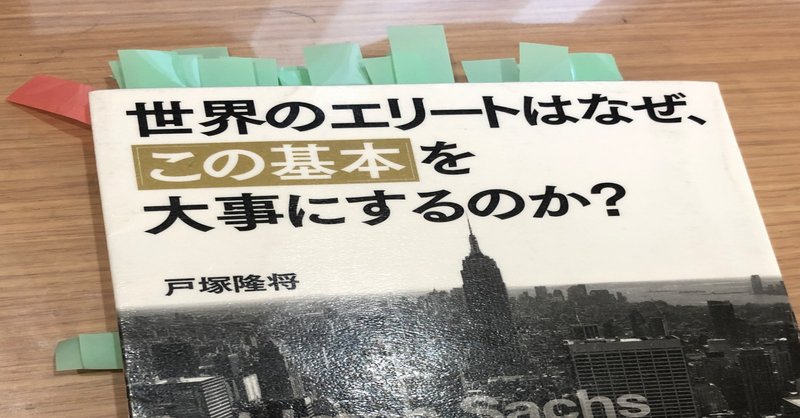 世界のエリートはなぜ、
この基本を
大事にするのか?
戸塚隆将
Sachs